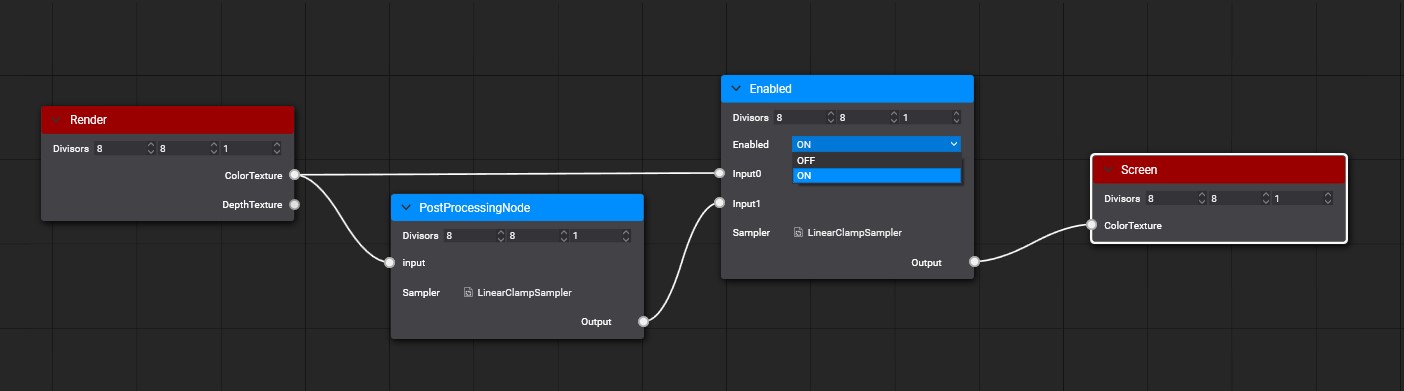 Render
Divisors 8 8 1
ColorTexture
DepthTexture
PostProcessingNode
Divisors 8 8 1
input
Sampler LinearClampSampler
Output
Enabled
Divisors 8 8 1
Enabled ON
OFF
ON
Input0
Input1
Sampler LinearClampSampler
Output
Screen
Divisors 8 8 1
ColorTexture